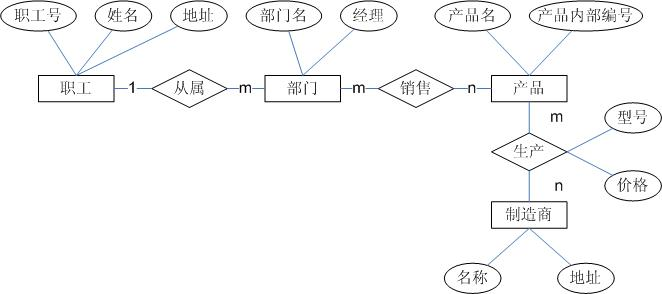 职工号 姓名 地址 部门名 经理 产品名 产品内部编号
职工 1 从属 m 部门 m 销售 n 产品
m
型号
生产
价格
n
制造商
名称 地址